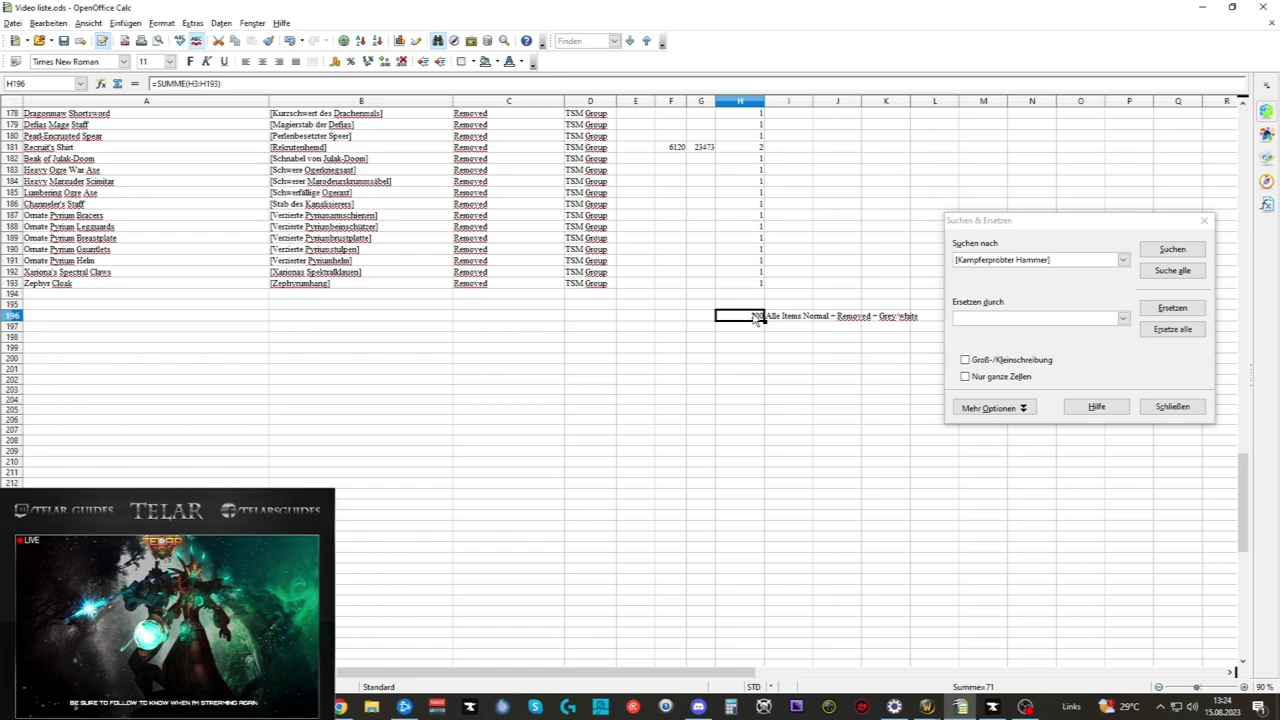 Video liste.ods - OpenOffice Calc
Datei Bearbeiten Ansicht Einfügen Format Extras Daten Fenster Hilfe
Finden
Times New Roman 11
H196 =SUMME(H3:H193)
A B C D E F G H I J K L M N O P Q R
178 Dragonmaw Shortsword [Kurzschwert des Drachenmals] Removed TSM Group 1
179 Defias Mage Staff [Magierstab der Defias] Removed TSM Group 1
180 Pearl-Encrusted Spear [Perlenbesetzter Speer] Removed TSM Group 1
181 Recruit's Shirt [Rekrutenhemd] Removed TSM Group 6120 23473 2
182 Beak of Julak-Doom [Schnabel von Julak-Doom] Removed TSM Group 1
183 Heavy Ogre War Axe [Schwere Ogerkriegsaxt] Removed TSM Group 1
184 Heavy Marauder Scimitar [Schwerer Marodeurskrummsäbel] Removed TSM Group 1
185 Lumbering Ogre Axe [Schwerfällige Ogeraxt] Removed TSM Group 1
186 Channeler's Staff [Stab des Kanalisierers] Removed TSM Group 1
187 Ornate Pyrium Bracers [Verzierte Pyriumarmschienen] Removed TSM Group 1
188 Ornate Pyrium Legguards [Verzierte Pyriumbeinschützer] Removed TSM Group 1
189 Ornate Pyrium Breastplate [Verzierte Pyriumbrustplatte] Removed TSM Group 1
190 Ornate Pyrium Gauntlets [Verzierte Pyriumstulpen] Removed TSM Group 1
191 Ornate Pyrium Helm [Verzierter Pyriumhelm] Removed TSM Group 1
192 Xariona's Spectral Claws [Xarionas Spektralklauen] Removed TSM Group 1
193 Zephyr Cloak [Zephyrumhang] Removed TSM Group 1
194
195
196 Alle Items Normal + Removed + Grey/white
197
198
199
200
201
202
203
204
205
206
207
208
209
210
211
212
Suchen & Ersetzen
Suchen nach
[Kampferprobter Hammer]
Suchen
Suche alle
Ersetzen durch
Ersetzen
Ersetze alle
Groß-/Kleinschreibung
Nur ganze Zellen
Mehr Optionen Hilfe Schließen
TELAR GUIDES TELAR TELARSGUIDES
LIVE
TELAR
BE SURE TO FOLLOW TO KNOW WHEN I'M STREAMING AGAIN
Standard STD * Summe=71 90 %
Links 29°C 13:24
15.08.2023